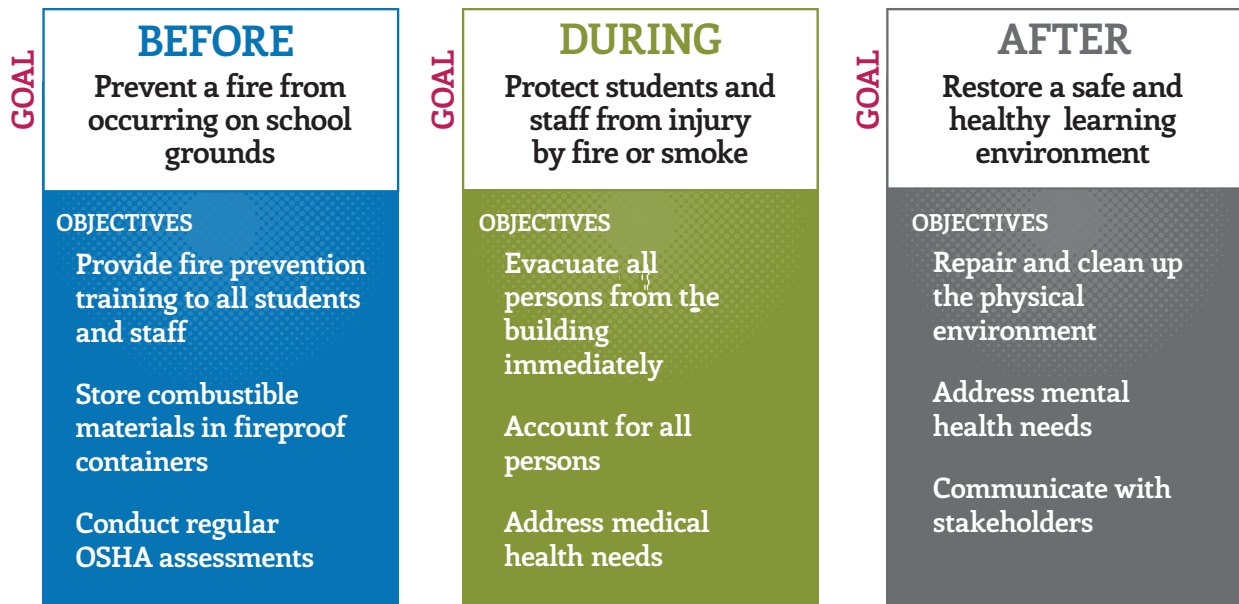 GOAL
BEFORE
Prevent a fire from
occurring on school
grounds
OBJECTIVES
Provide fire prevention
training to all students
and staff
Store combustible
materials in fireproof
containers
Conduct regular
OSHA assessments
GOAL
DURING
Protect students and
staff from injury
by fire or smoke
OBJECTIVES
Evacuate all
persons from the
building
immediately
Account for all
persons
Address medical
health needs
GOAL
AFTER
Restore a safe and
healthy learning
environment
OBJECTIVES
Repair and clean up
the physical
environment
Address mental
health needs
Communicate with
stakeholders